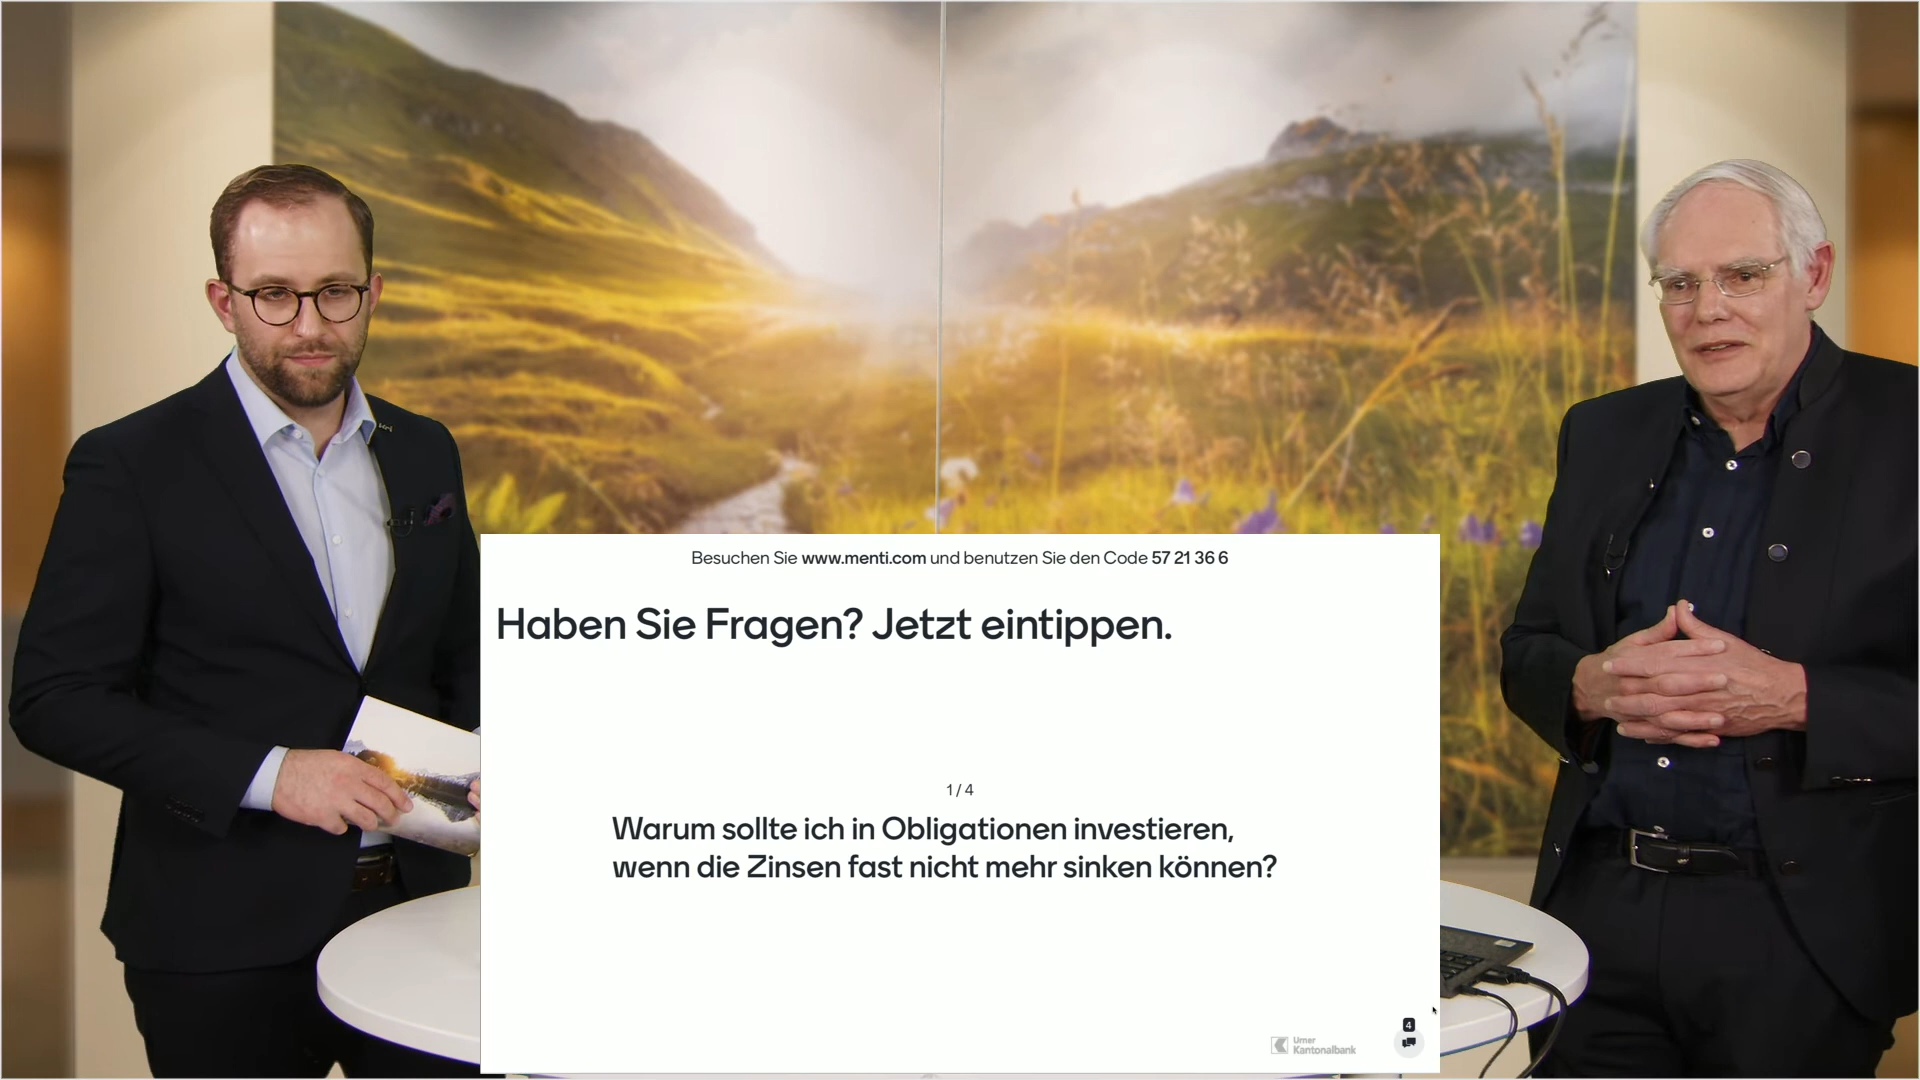 Besuchen Sie www.menti.com und benutzen Sie den Code 57 21 36 6
Haben Sie Fragen? Jetzt eintippen.
1 / 4
Warum sollte ich in Obligationen investieren,
wenn die Zinsen fast nicht mehr sinken können?
4
Urner
Kantonalbank